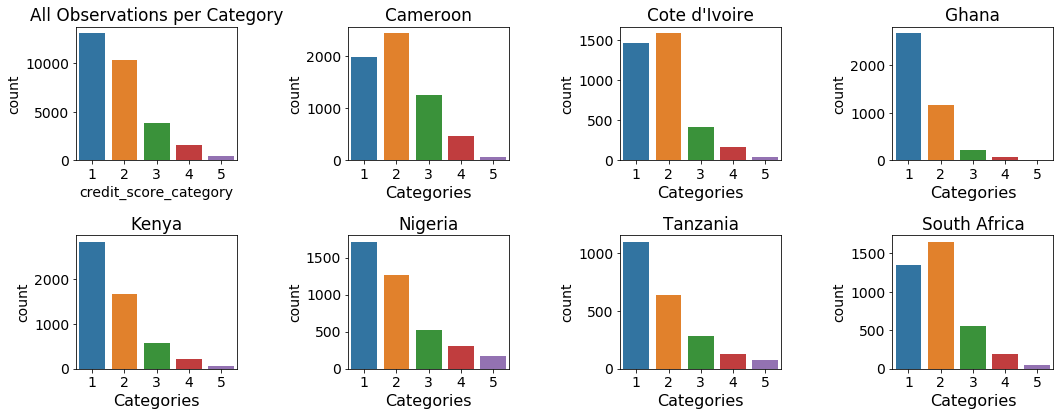 All Observations per Category
count
10000
5000
0
1 2 3 4 5
credit_score_category
Cameroon
count
2000
1000
0
1 2 3 4 5
Categories
Cote d'Ivoire
count
1500
1000
500
0
1 2 3 4 5
Categories
Ghana
count
2000
1000
0
1 2 3 4 5
Categories
Kenya
count
2000
1000
0
1 2 3 4 5
Categories
Nigeria
count
1500
1000
500
0
1 2 3 4 5
Categories
Tanzania
count
1000
500
0
1 2 3 4 5
Categories
South Africa
count
1500
1000
500
0
1 2 3 4 5
Categories